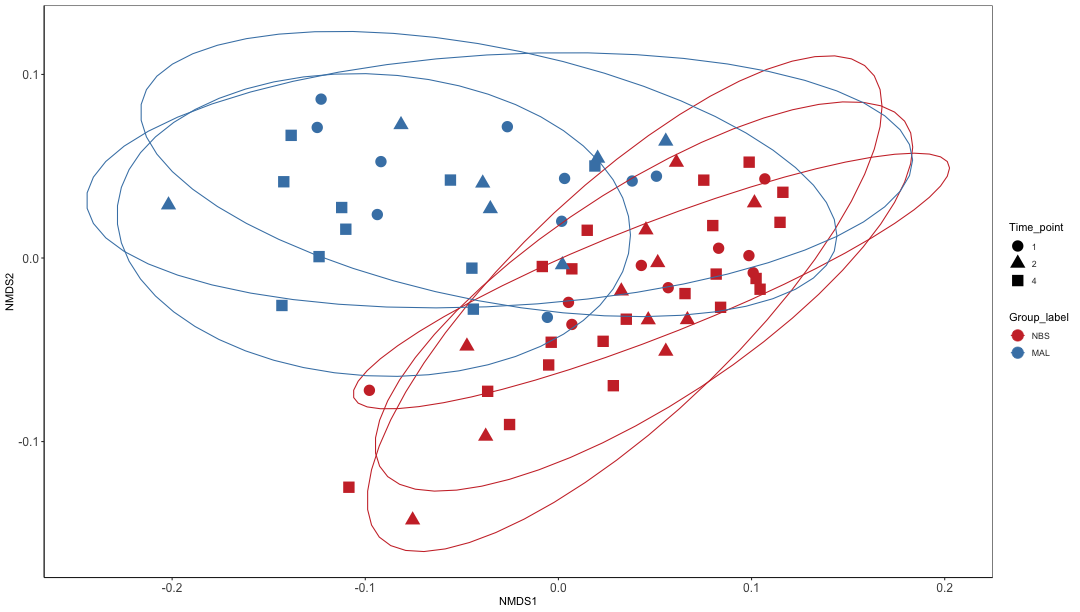 0.1
0.0
-0.1
NMDS2
-0.2
-0.1
0.0
0.1
0.2
NMDS1
Time_point
1
2
4
Group_label
NBS
MAL